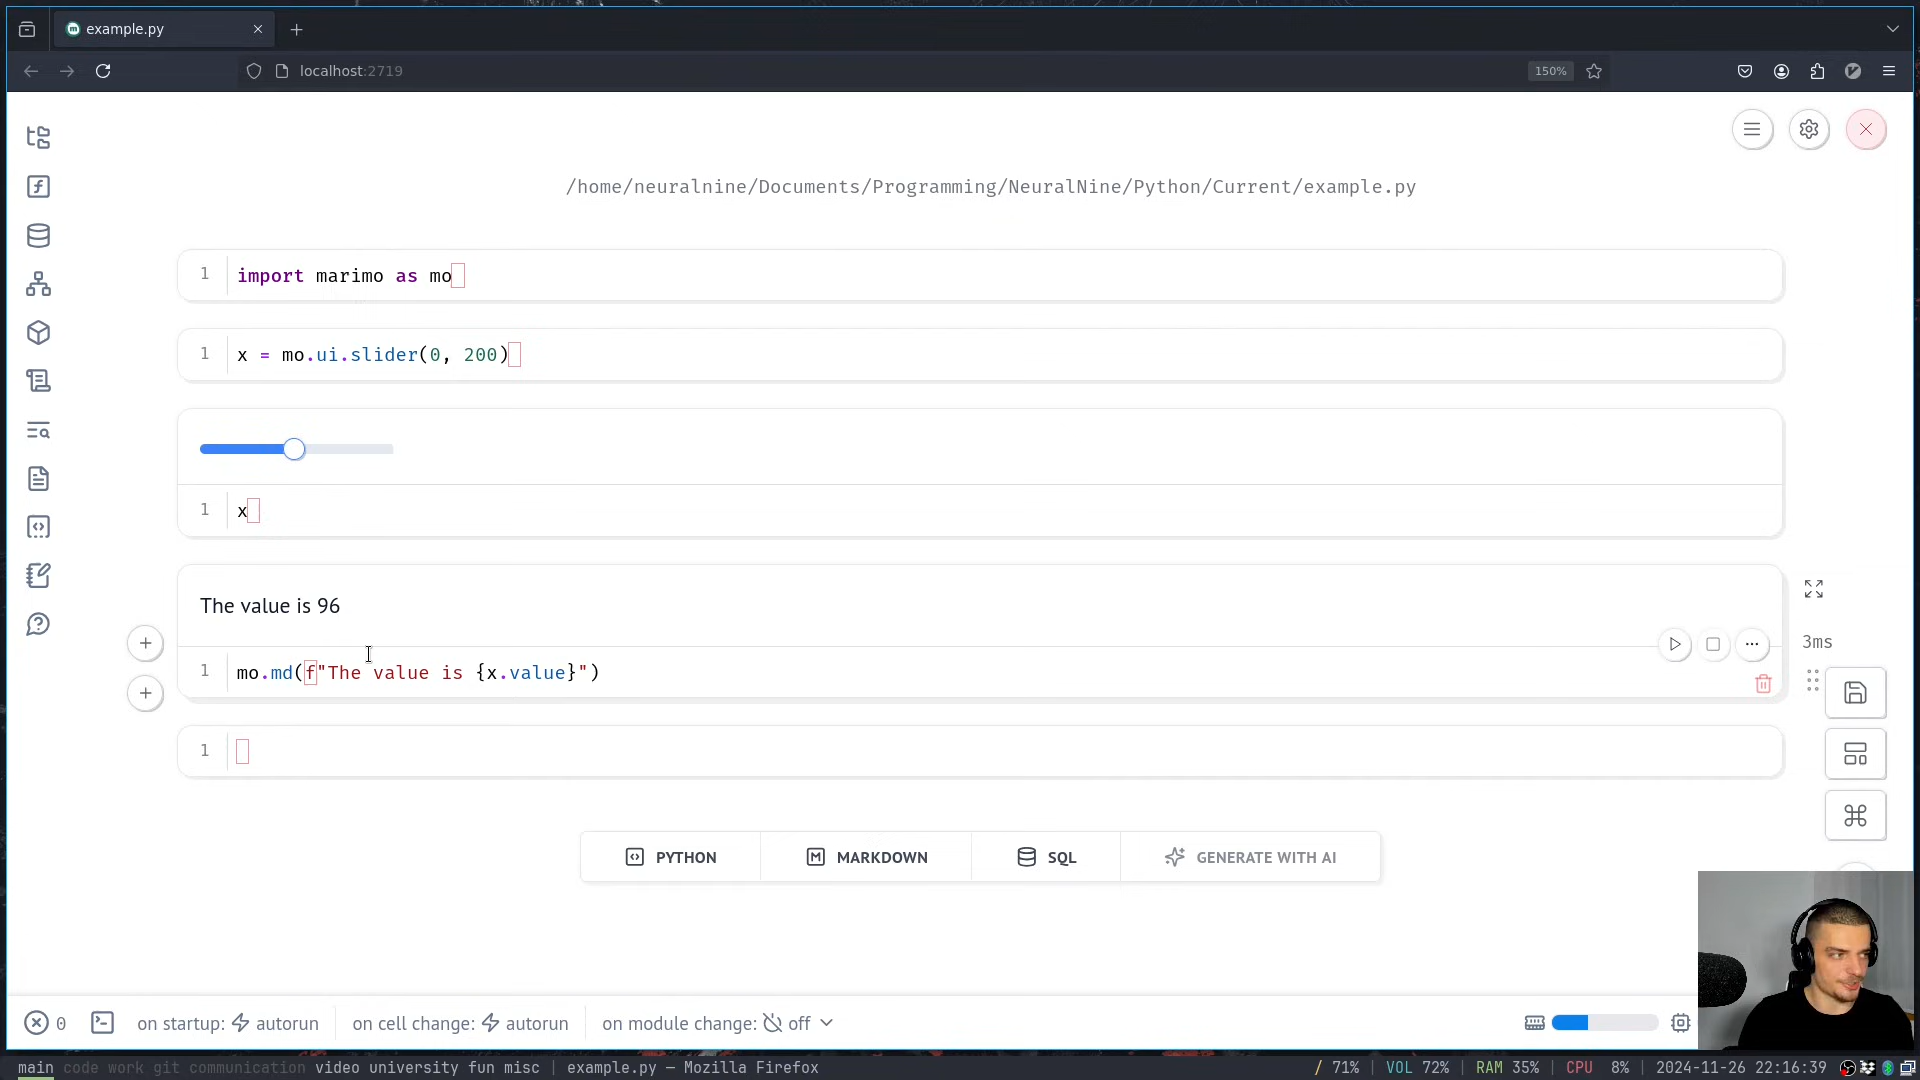 example.py
localhost:2719
150%
/home/neuralnine/Documents/Programming/NeuralNine/Python/Current/example.py
1 import marimo as mo
1 x = mo.ui.slider(0, 200)
1 x
The value is 96
3ms
1 mo.md(f"The value is {x.value}")
1
PYTHON MARKDOWN SQL GENERATE WITH AI
0 on startup: autorun on cell change: autorun on module change: off
main code work git communication video university fun misc | example.py — Mozilla Firefox / 71% | VOL 72% | RAM 35% | CPU 8% | 2024-11-26 22:16:39